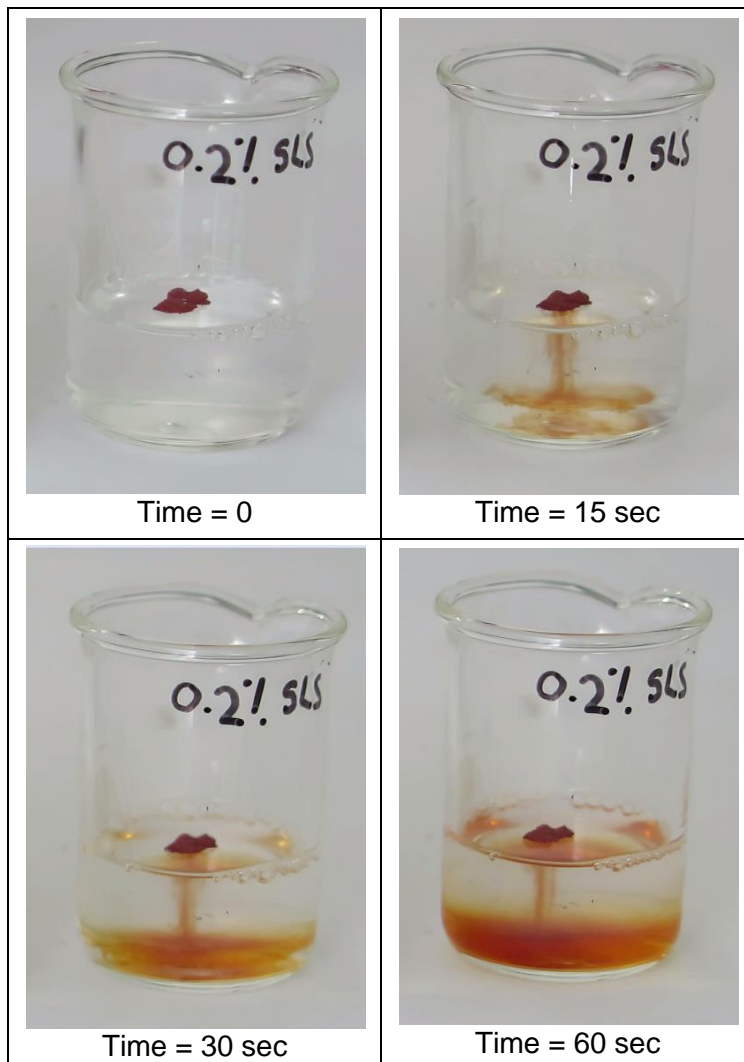 0.2% SLS
0.2% SLS
Time = 0
Time = 15 sec
0.2% SLS
0.2% SLS
Time = 30 sec
Time = 60 sec